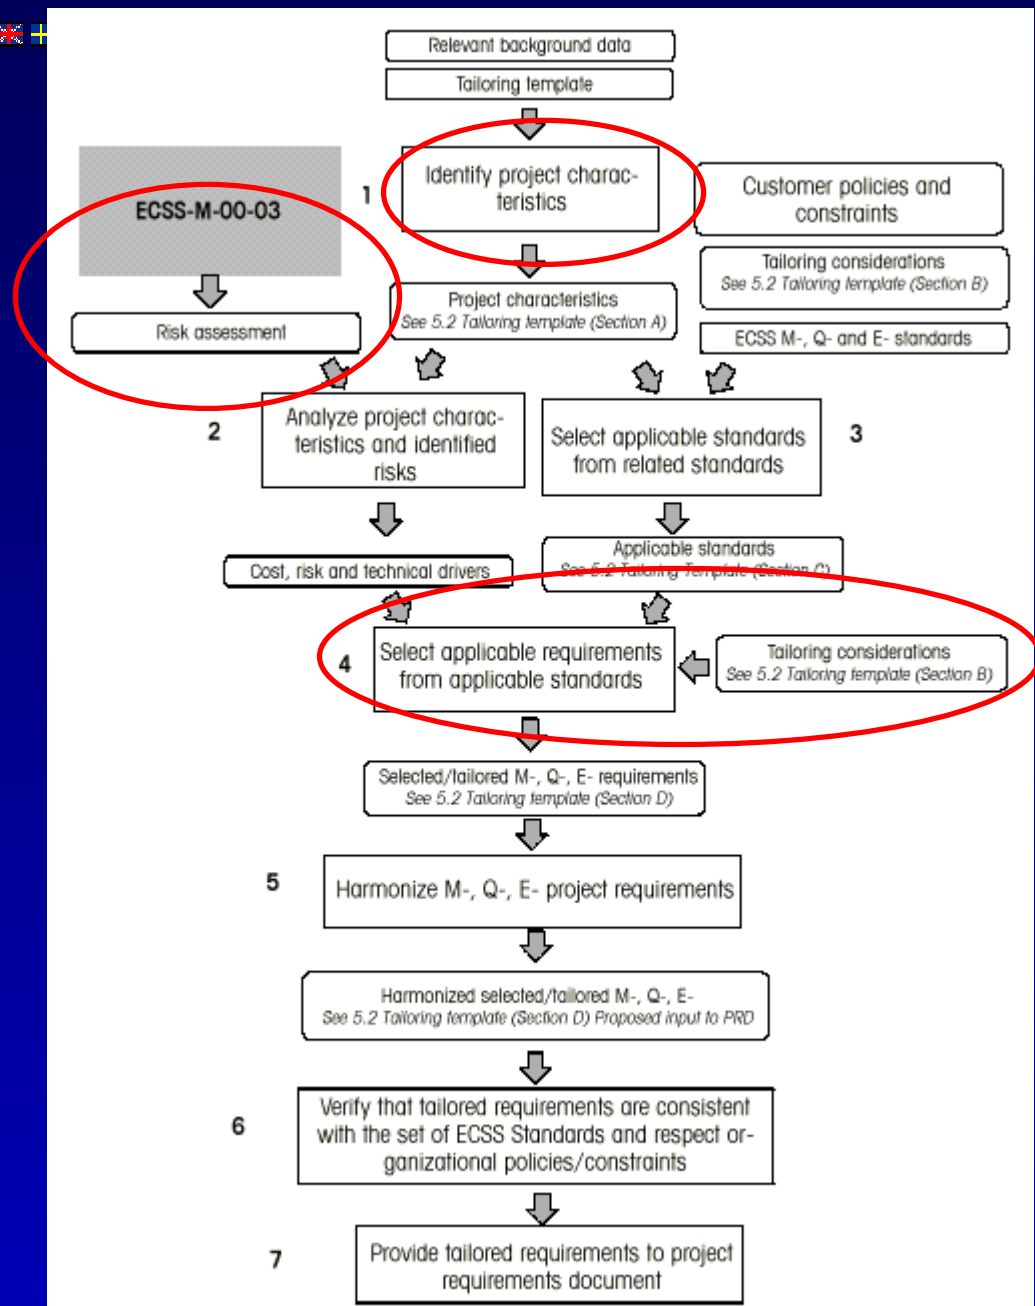 Relevant background data
Tailoring template
1
Identify project charac-
teristics
ECSS-M-00-03
Customer policies and
constraints
Tailoring considerations
See 5.2 Tailoring template (Section B)
Project characteristics
See 5.2 Tailoring template (Section A)
Risk assessment
ECSS M-, Q- and E- standards
2
Analyze project charac-
teristics and identified
risks
Select applicable standards
from related standards
3
Cost, risk and technical drivers
Applicable standards
See 5.2 Tailoring Template (Section C)
4
Select applicable requirements
from applicable standards
Tailoring considerations
See 5.2 Tailoring template (Section B)
Selected/tailored M-, Q-, E- requirements
See 5.2 Tailoring template (Section D)
5
Harmonize M-, Q-, E- project requirements
Harmonized selected/tailored M-, Q-, E-
See 5.2 Tailoring template (Section D) Proposed input to PRD
6
Verify that tailored requirements are consistent
with the set of ECSS Standards and respect or-
ganizational policies/constraints
7
Provide tailored requirements to project
requirements document